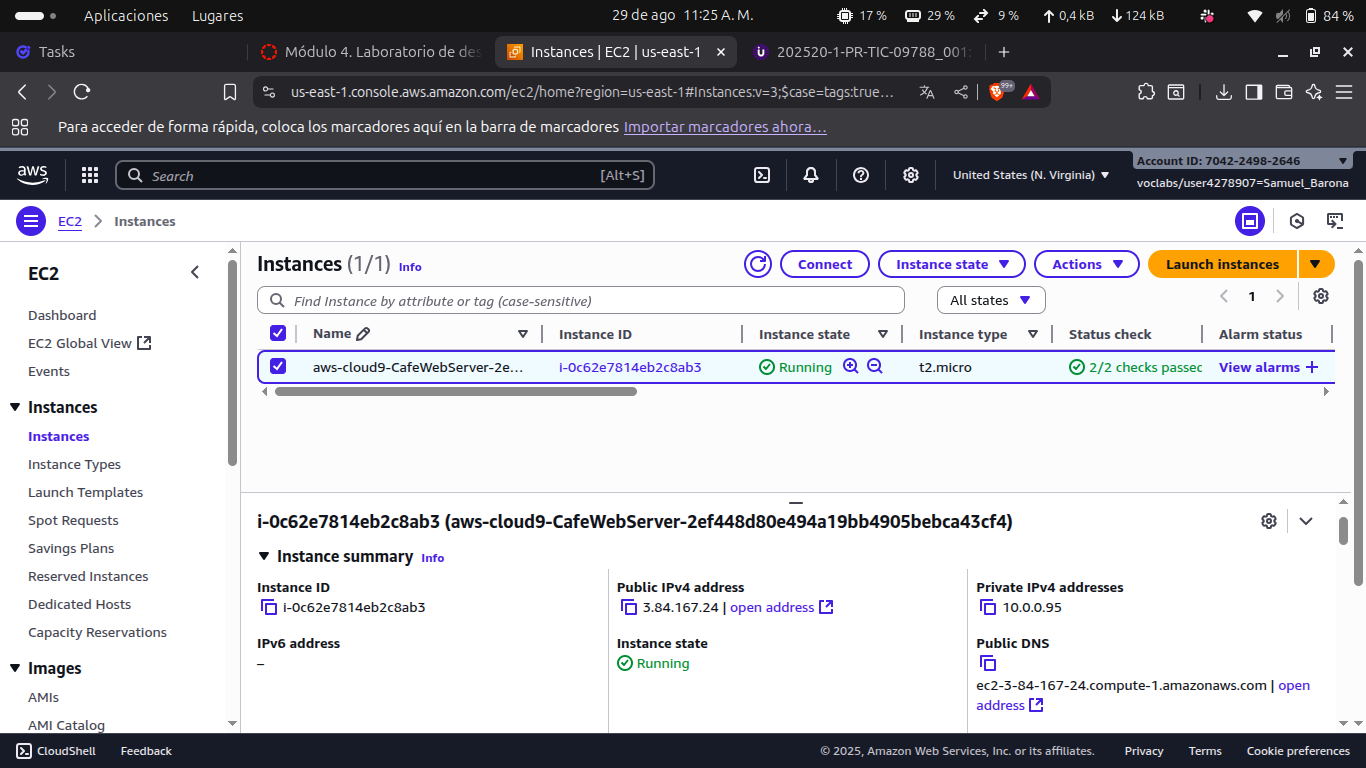 Aplicaciones Lugares 29 de ago 11:25 A. M. 17 % 29 % 9 % 0,4 kB 124 kB 84 %
Tasks Módulo 4. Laboratorio de des Instances | EC2 | us-east-1 202520-1-PR-TIC-09788_001
us-east-1.console.aws.amazon.com/ec2/home?region=us-east-1#Instances:v=3;$case=tags:true… 99+
Para acceder de forma rápida, coloca los marcadores aquí en la barra de marcadores Importar marcadores ahora…
aws Search [Alt+S] United States (N. Virginia) Account ID: 7042-2498-2646
voclabs/user4278907=Samuel_Barona
EC2 Instances
EC2
Dashboard
EC2 Global View
Events
Instances
Instances
Instance Types
Launch Templates
Spot Requests
Savings Plans
Reserved Instances
Dedicated Hosts
Capacity Reservations
Images
AMIs
AMI Catalog
Instances (1/1) Info Connect Instance state Actions Launch instances
Find Instance by attribute or tag (case-sensitive) All states 1
Name Instance ID Instance state Instance type Status check Alarm status
aws-cloud9-CafeWebServer-2e... i-0c62e7814eb2c8ab3 Running t2.micro 2/2 checks passec View alarms
i-0c62e7814eb2c8ab3 (aws-cloud9-CafeWebServer-2ef448d80e494a19bb4905bebca43cf4)
Instance summary Info
Instance ID
i-0c62e7814eb2c8ab3
IPv6 address
–
Public IPv4 address
3.84.167.24 | open address
Instance state
Running
Private IPv4 addresses
10.0.0.95
Public DNS
ec2-3-84-167-24.compute-1.amazonaws.com | open
address
CloudShell Feedback © 2025, Amazon Web Services, Inc. or its affiliates. Privacy Terms Cookie preferences